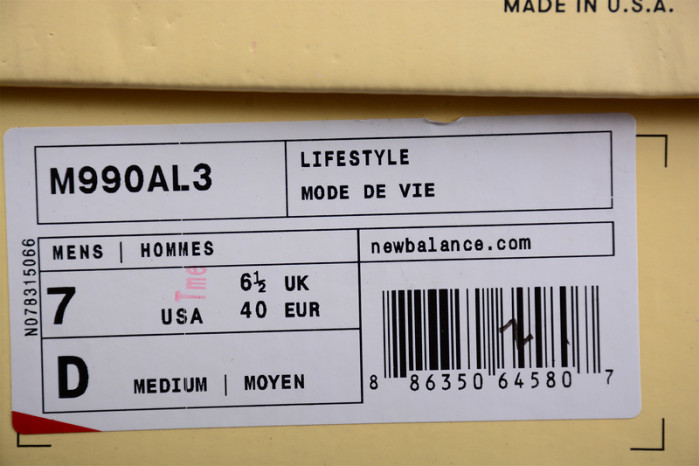 MADE IN U.S.A.
M990AL3
LIFESTYLE
MODE DE VIE
MENS | HOMMES
newbalance.com
N078315066
7 USA
6½ UK
40 EUR
Tme
D MEDIUM | MOYEN
8 86350 64580 7